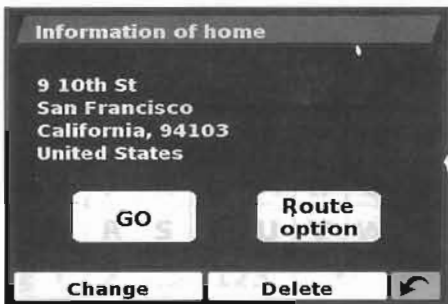 Information of home
9 10th St
San Francisco
California, 94103
United States
GO
Route
option
Change
Delete